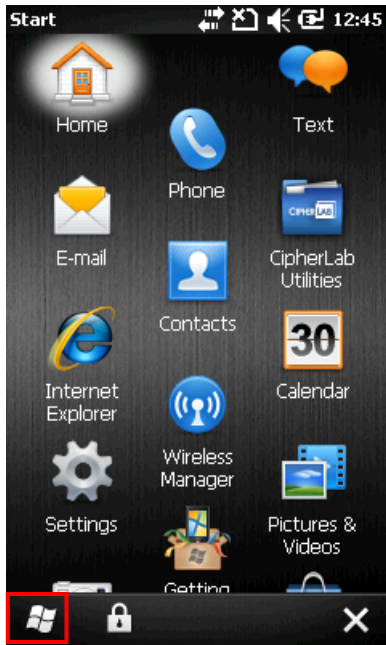 Start
12:45
Home
Text
Phone
CIPHERLAB
E-mail
CipherLab
Utilities
Contacts
30
Internet
Explorer
Calendar
Wireless
Manager
Settings
Pictures &
Videos
Getting